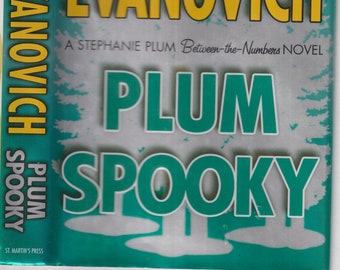 EVANOVICH
A STEPHANIE PLUM Between-the-Numbers NOVEL
PLUM
SPOOKY
EVANOVICH
PLUM
SPOOKY
ST. MARTIN'S PRESS